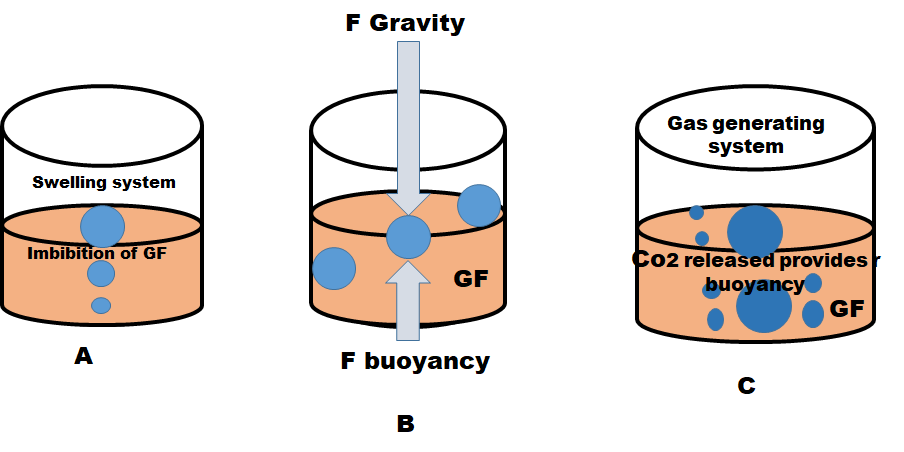 F Gravity
Swelling system
Imbibition of GF
A
GF
F buoyancy
B
Gas generating
system
Co2 released provides r
buoyancy
GF
C